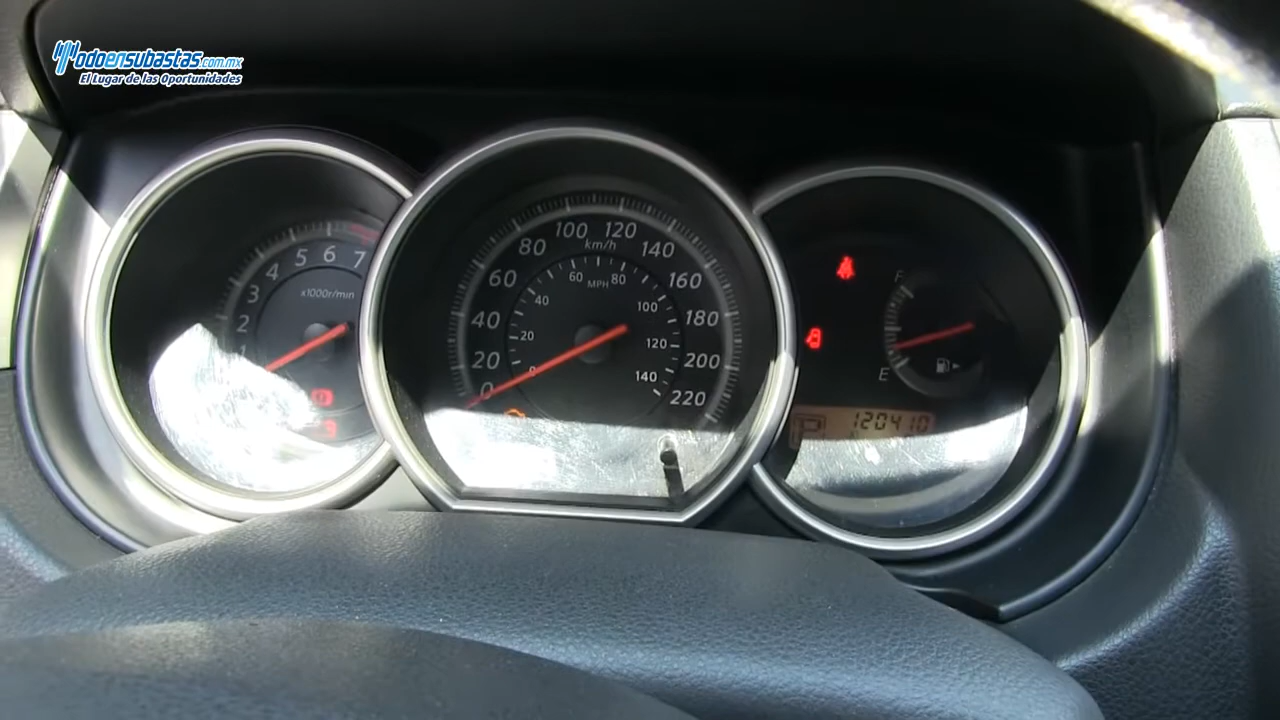 Todoensubastas.com.mx
El Lugar de las Oportunidades
1 2 3 4 5 6 7
x1000r/min
0 20 40 60 80 100 120 140 160 180 200 220
km/h
0 20 40 60 80 100 120 140
MPH
F
E
P
120410